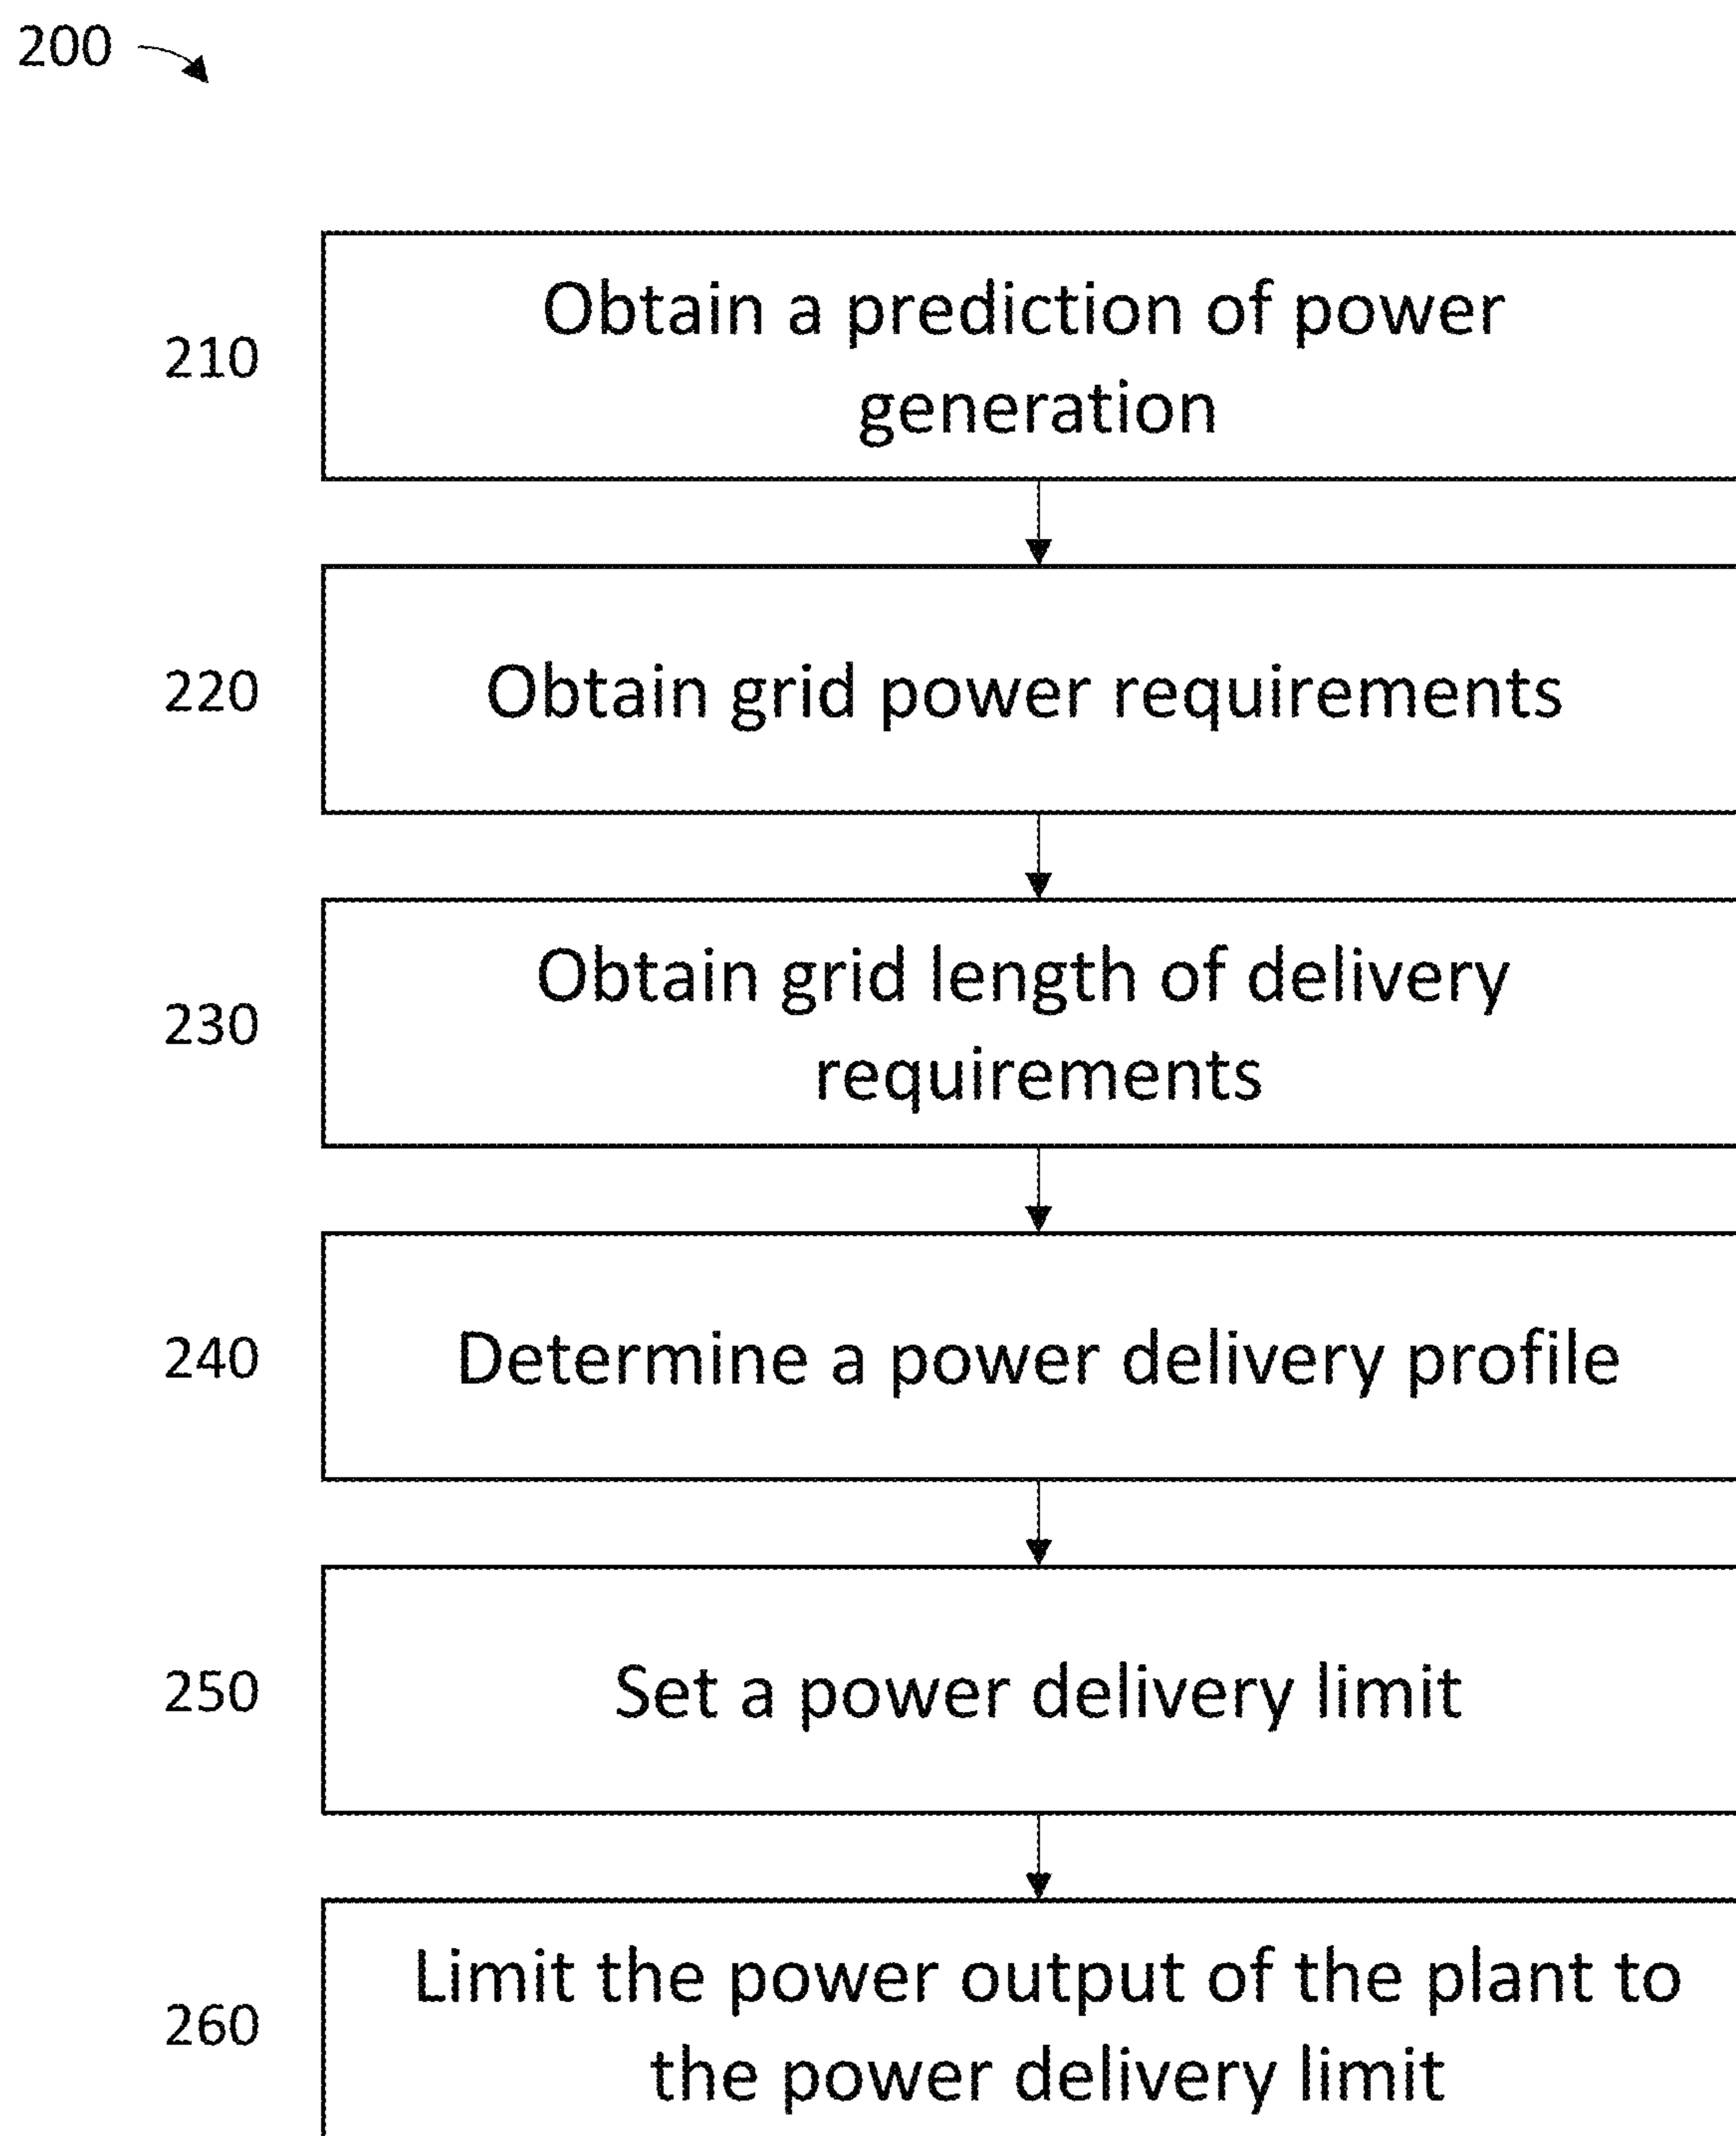 200
210
Obtain a prediction of power
generation
220
Obtain grid power requirements
230
Obtain grid length of delivery
requirements
240
Determine a power delivery profile
250
Set a power delivery limit
260
Limit the power output of the plant to
the power delivery limit